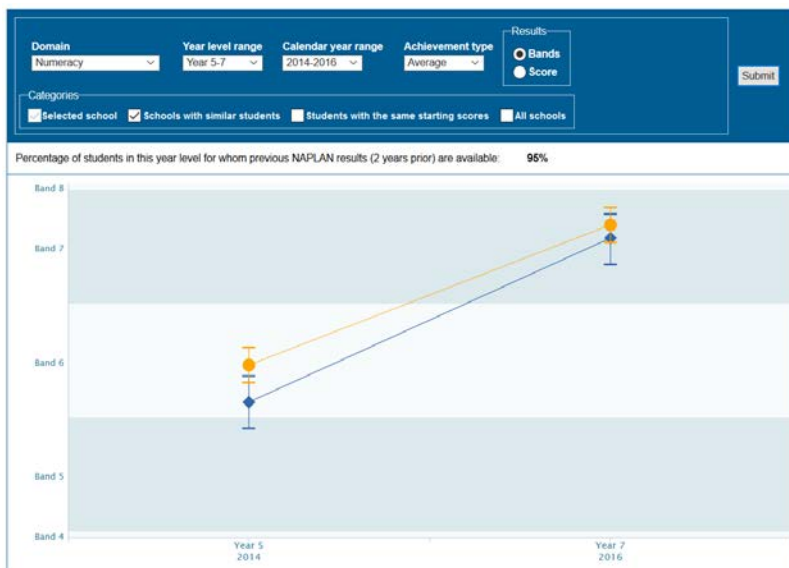 Results
Domain Year level range Calendar year range Achievement type
Numeracy Year 5-7 2014-2016 Average
Bands
Score
Submit
Categories
Selected school Schools with similar students Students with the same starting scores All schools
Percentage of students in this year level for whom previous NAPLAN results (2 years prior) are available: 95%
Band 8
Band 7
Band 6
Band 5
Band 4
Year 5 Year 7
2014 2016